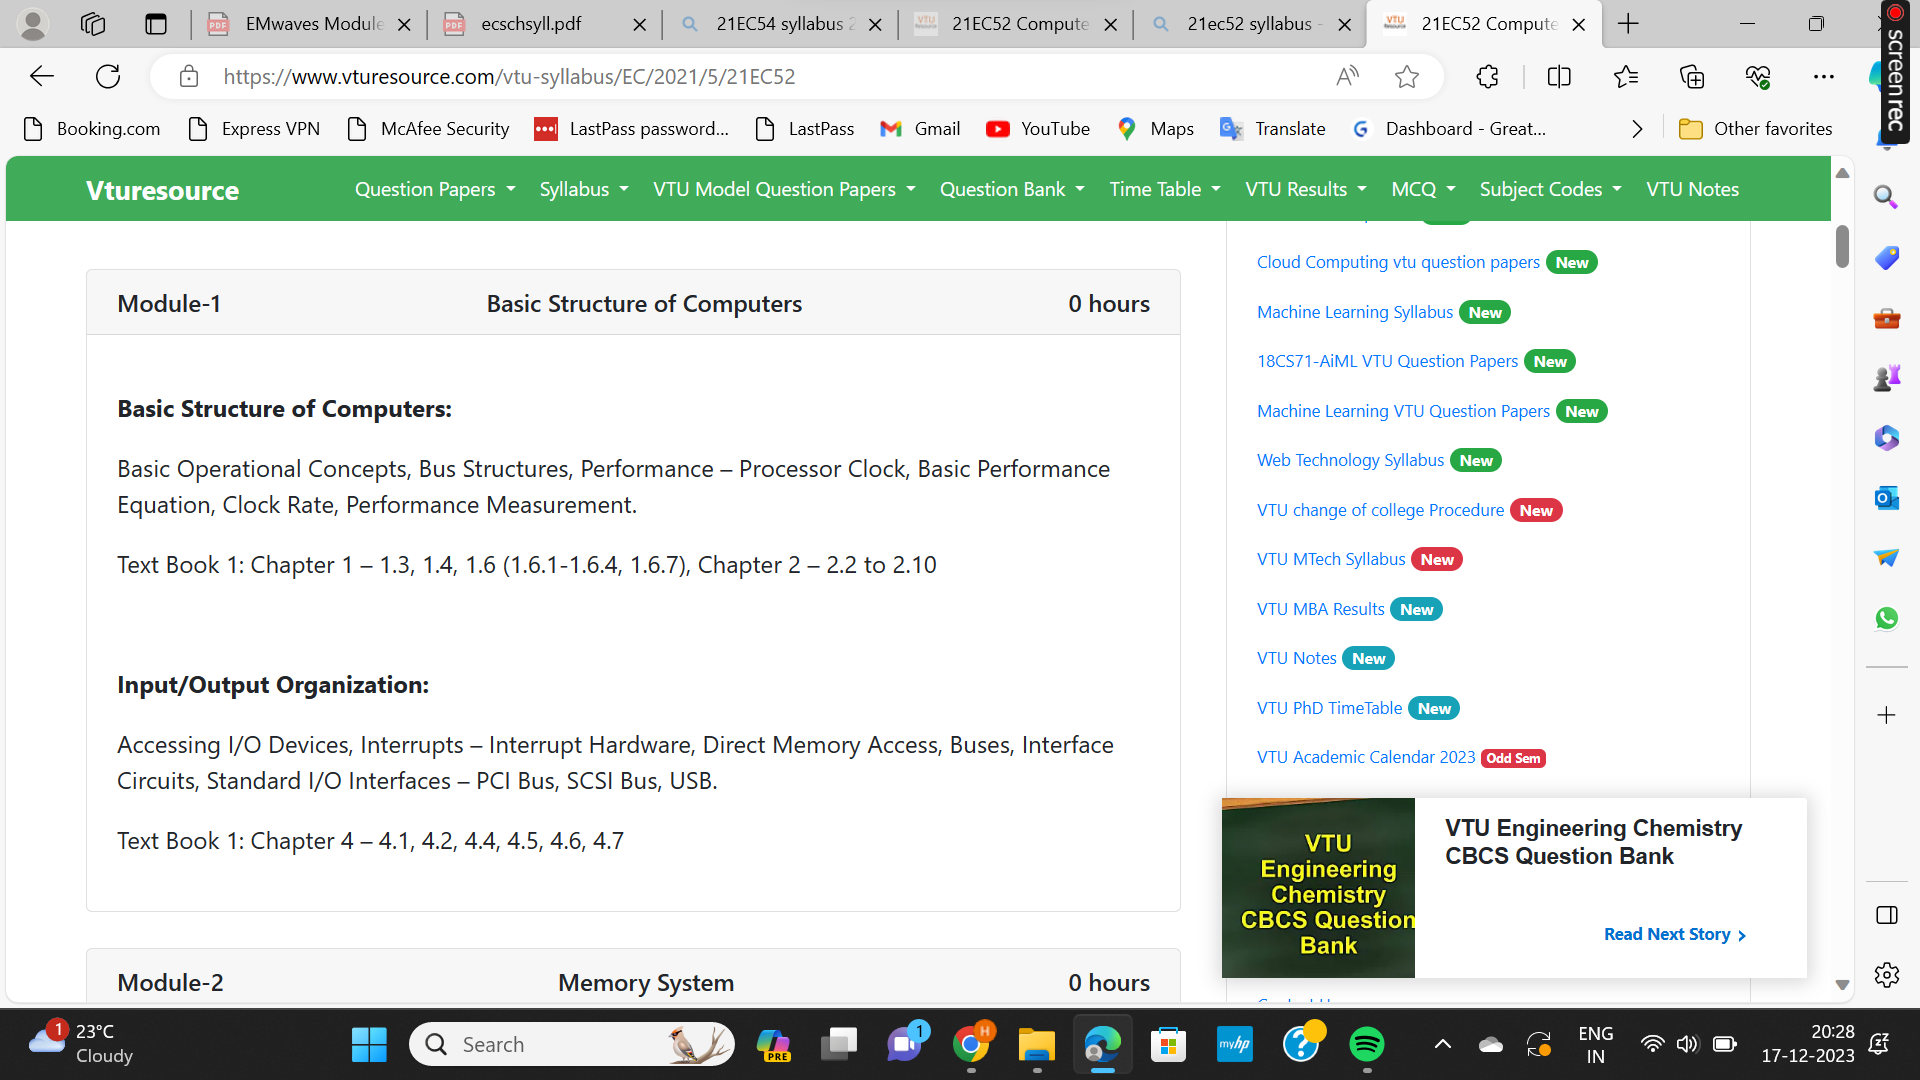 EMwaves Module
ecschsyll.pdf
21EC54 syllabus 2
21EC52 Compute
21ec52 syllabus -
21EC52 Compute
https://www.vturesource.com/vtu-syllabus/EC/2021/5/21EC52
screenrec
Booking.com
Express VPN
McAfee Security
LastPass password...
LastPass
Gmail
YouTube
Maps
Translate
Dashboard - Great...
Other favorites
Vturesource
Question Papers
Syllabus
VTU Model Question Papers
Question Bank
Time Table
VTU Results
MCQ
Subject Codes
VTU Notes
Module-1 Basic Structure of Computers 0 hours
Basic Structure of Computers:
Basic Operational Concepts, Bus Structures, Performance – Processor Clock, Basic Performance
Equation, Clock Rate, Performance Measurement.
Text Book 1: Chapter 1 – 1.3, 1.4, 1.6 (1.6.1-1.6.4, 1.6.7), Chapter 2 – 2.2 to 2.10
Input/Output Organization:
Accessing I/O Devices, Interrupts – Interrupt Hardware, Direct Memory Access, Buses, Interface
Circuits, Standard I/O Interfaces – PCI Bus, SCSI Bus, USB.
Text Book 1: Chapter 4 – 4.1, 4.2, 4.4, 4.5, 4.6, 4.7
Module-2 Memory System 0 hours
Cloud Computing vtu question papers New
Machine Learning Syllabus New
18CS71-AiML VTU Question Papers New
Machine Learning VTU Question Papers New
Web Technology Syllabus New
VTU change of college Procedure New
VTU MTech Syllabus New
VTU MBA Results New
VTU Notes New
VTU PhD TimeTable New
VTU Academic Calendar 2023 Odd Sem
VTU
Engineering
Chemistry
CBCS Question
Bank
VTU Engineering Chemistry
CBCS Question Bank
Read Next Story
1
23°C
Cloudy
Search
PRE
1
H
myhp
ENG
IN
20:28
17-12-2023